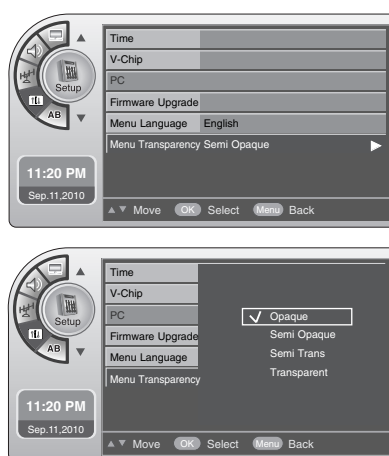 Time
V-Chip
PC
Setup
Firmware Upgrade
AB
Menu Language English
Menu Transparency Semi Opaque
11:20 PM
Sep.11,2010
Move OK Select Menu Back
Time
V-Chip
PC
Opaque
Setup
Firmware Upgrade
Semi Opaque
AB
Menu Language
Semi Trans
Menu Transparency
Transparent
11:20 PM
Sep.11,2010
Move OK Select Menu Back